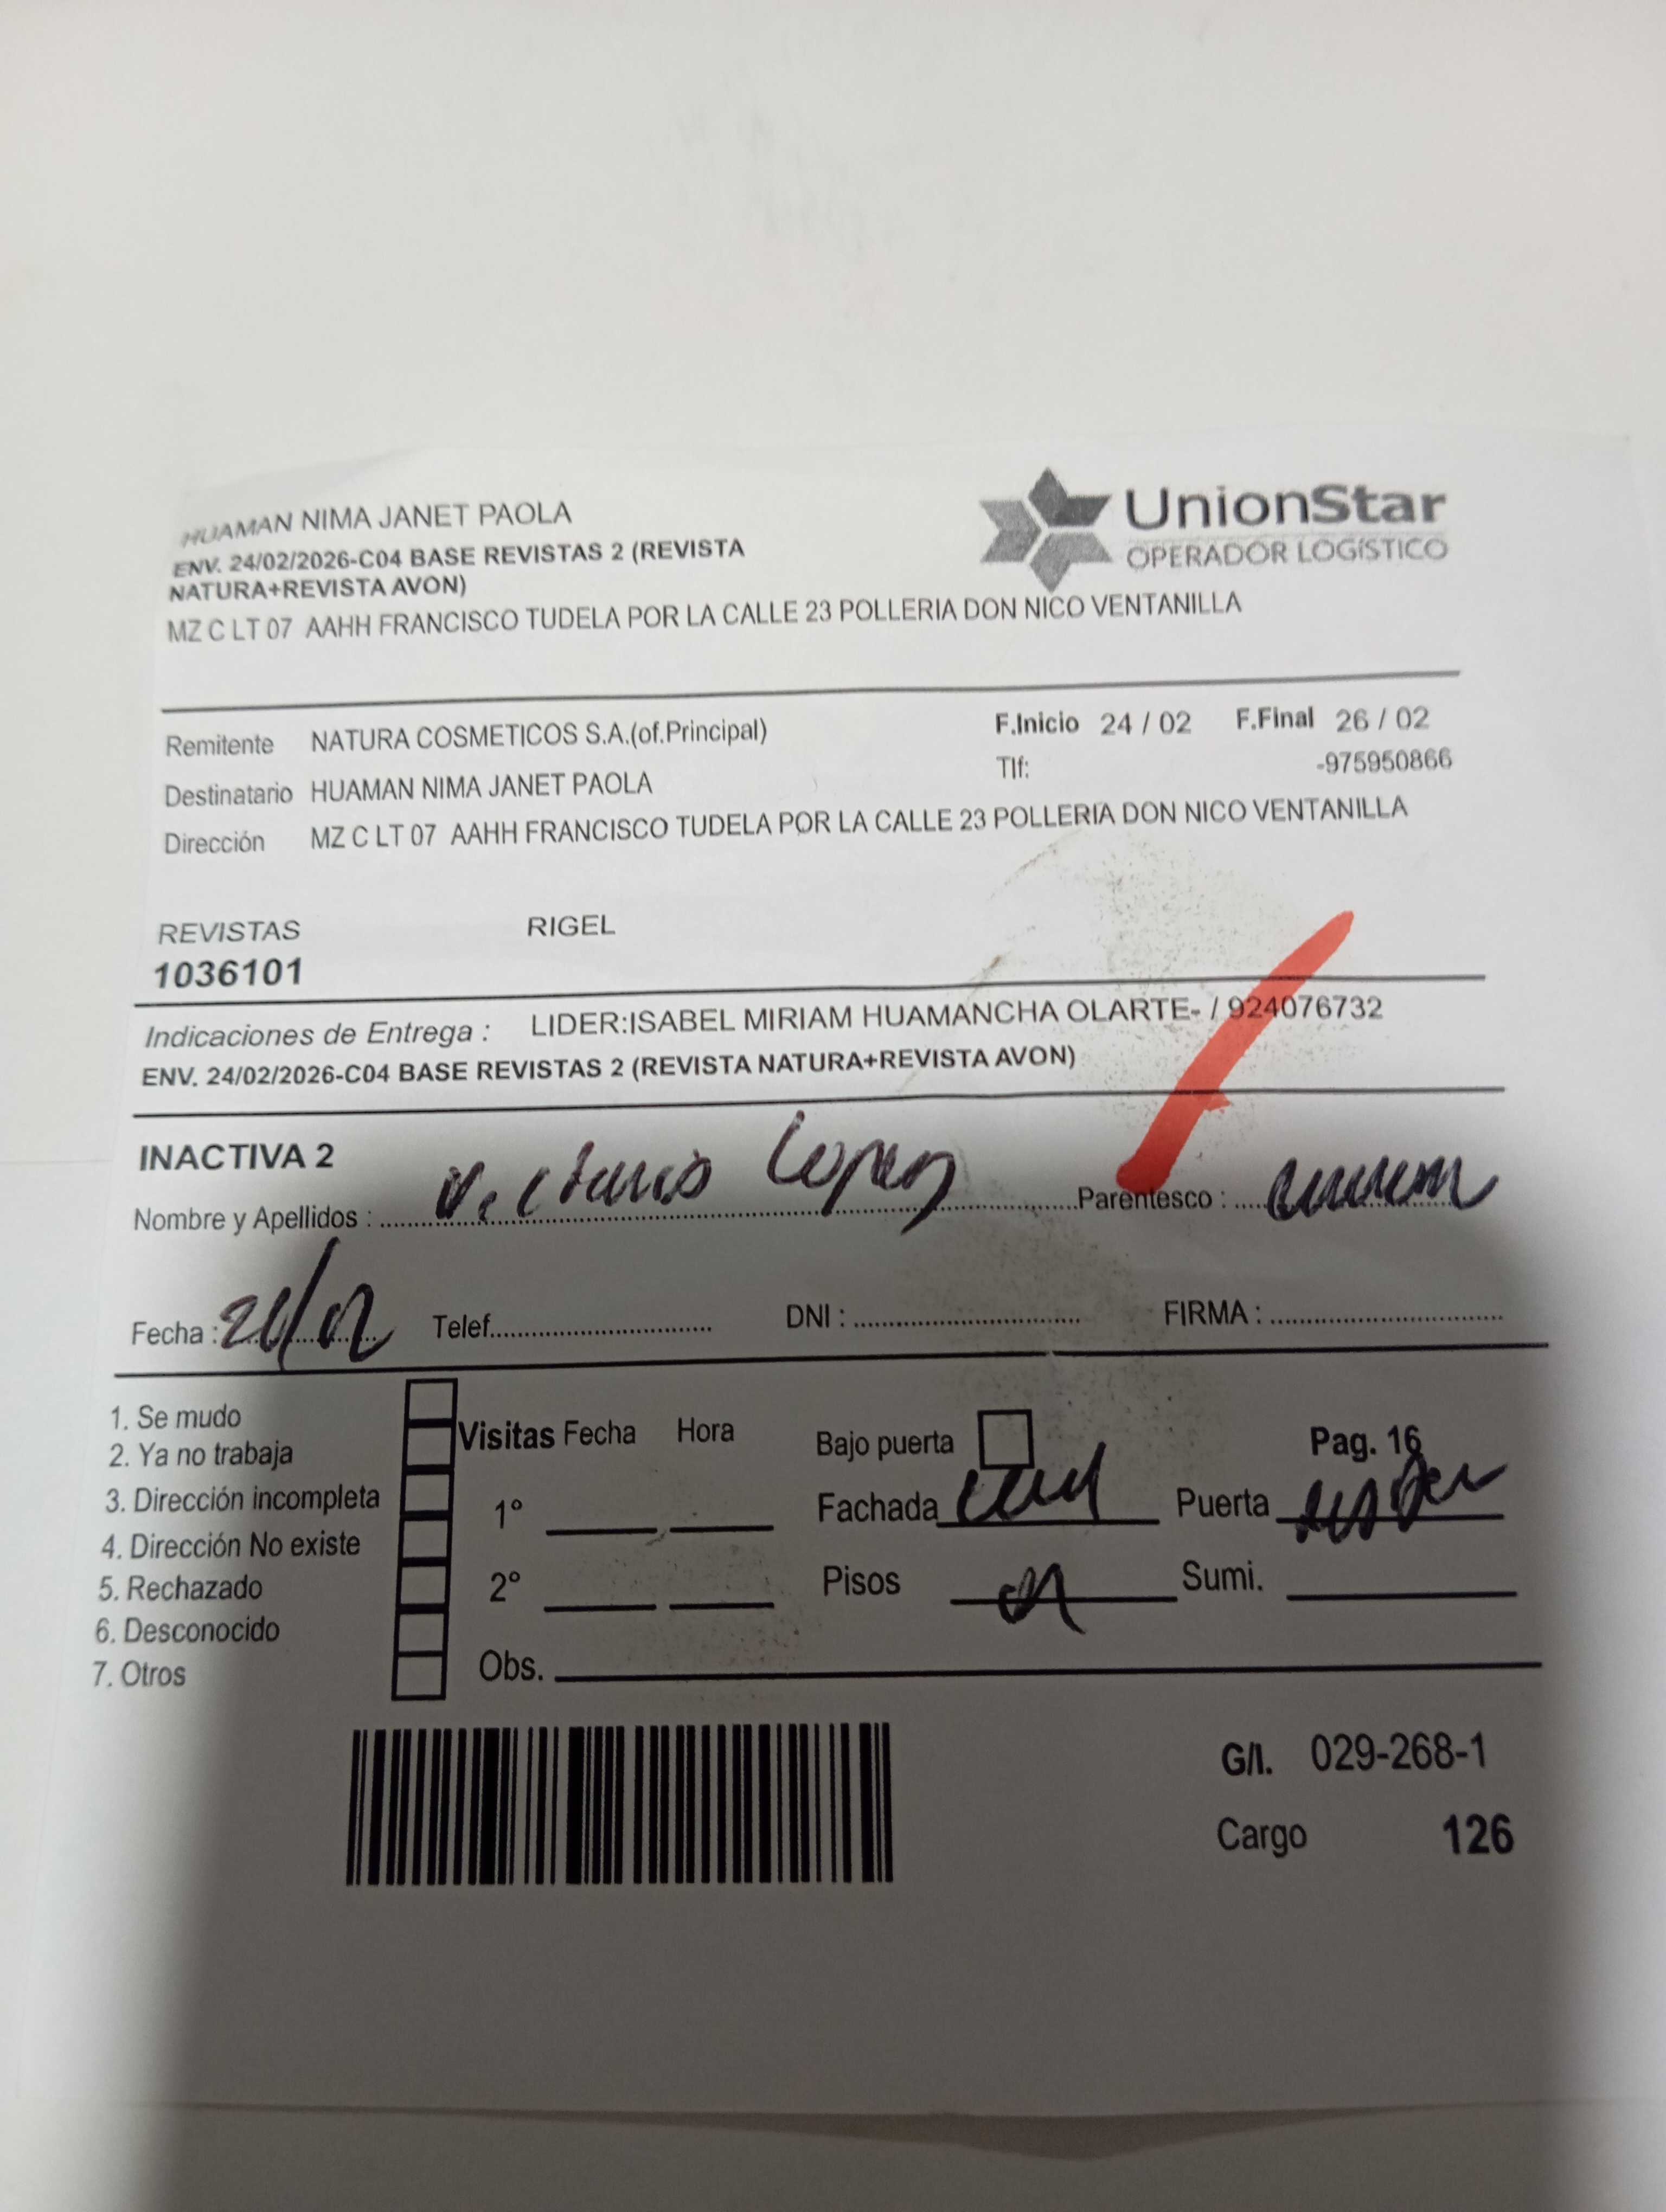 HUAMAN NIMA JANET PAOLA
ENV. 24/02/2026-C04 BASE REVISTAS 2 (REVISTA
NATURA+REVISTA AVON)
MZ C LT 07 AAHH FRANCISCO TUDELA POR LA CALLE 23 POLLERIA DON NICO VENTANILLA
UnionStar
OPERADOR LOGÍSTICO
Remitente NATURA COSMETICOS S.A.(of.Principal) F.Inicio 24 / 02 F.Final 26 / 02
Tlf: -975950866
Destinatario HUAMAN NIMA JANET PAOLA
Dirección MZ C LT 07 AAHH FRANCISCO TUDELA POR LA CALLE 23 POLLERIA DON NICO VENTANILLA
REVISTAS RIGEL
1036101
Indicaciones de Entrega : LIDER:ISABEL MIRIAM HUAMANCHA OLARTE- / 924076732
ENV. 24/02/2026-C04 BASE REVISTAS 2 (REVISTA NATURA+REVISTA AVON)
INACTIVA 2
Nombre y Apellidos : Lopez Parentesco :
Fecha : Telef. DNI : FIRMA :
1. Se mudo
2. Ya no trabaja
3. Dirección incompleta
4. Dirección No existe
5. Rechazado
6. Desconocido
7. Otros
Visitas Fecha Hora
1°
2°
Obs.
Bajo puerta Pag. 16
Fachada Puerta
Pisos Sumi.
G/I. 029-268-1
Cargo 126